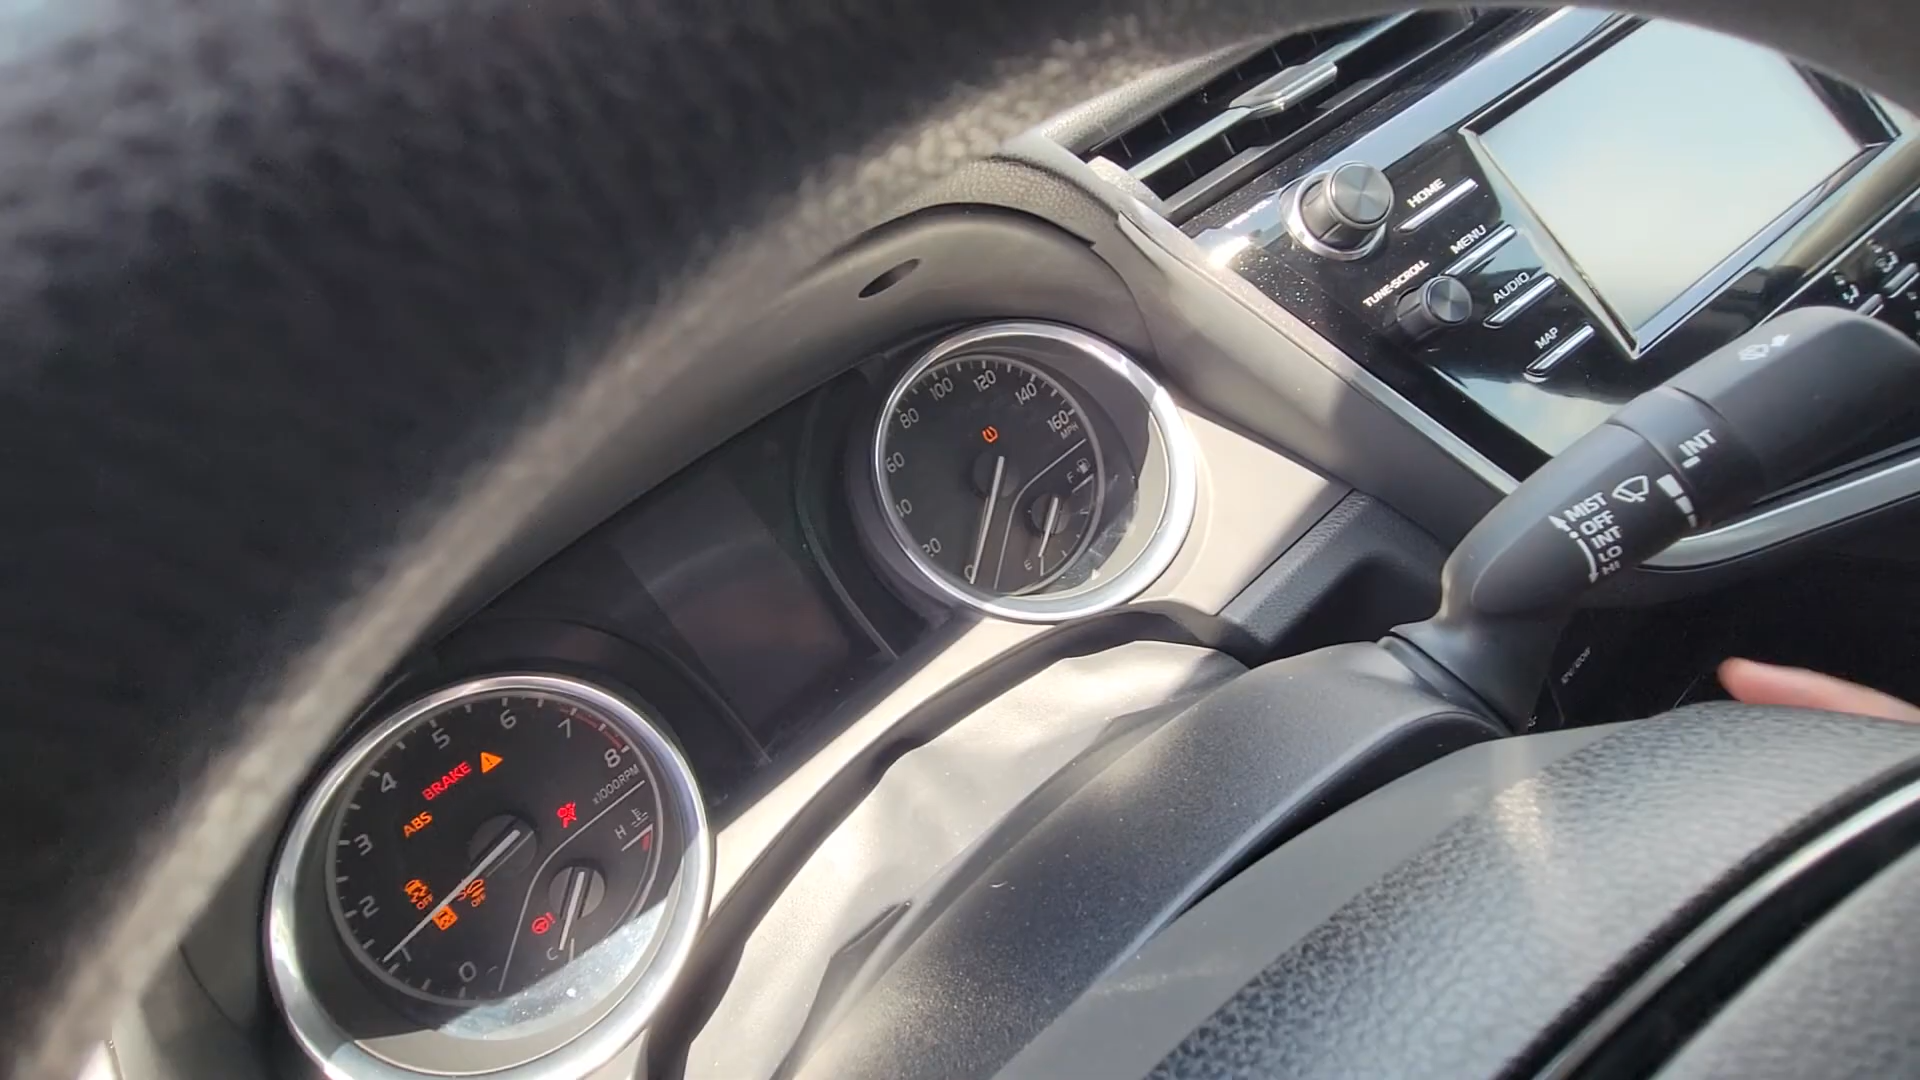 HOME
MENU
TUNE•SCROLL
AUDIO
MAP
0
20
60
80
100
120
140
160
MPH
F
E
INT
MIST
OFF
INT
LO
HI
0
1
2
3
4
5
6
7
8
x1000RPM
BRAKE
ABS
OFF
OFF
H
C